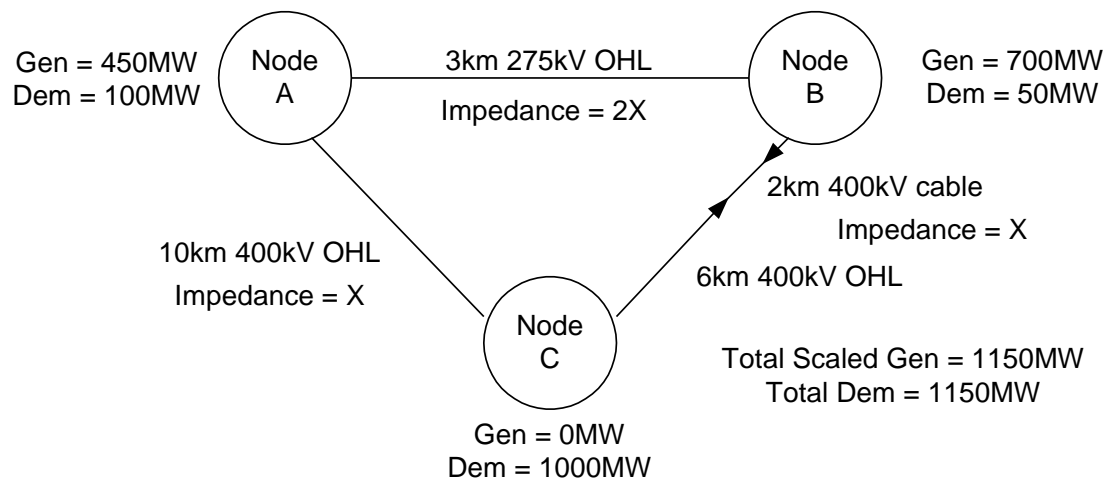 Gen = 450MW
Dem = 100MW
Node
A
3km 275kV OHL
Impedance = 2X
Node
B
Gen = 700MW
Dem = 50MW
2km 400kV cable
Impedance = X
10km 400kV OHL
Impedance = X
6km 400kV OHL
Node
C
Total Scaled Gen = 1150MW
Total Dem = 1150MW
Gen = 0MW
Dem = 1000MW